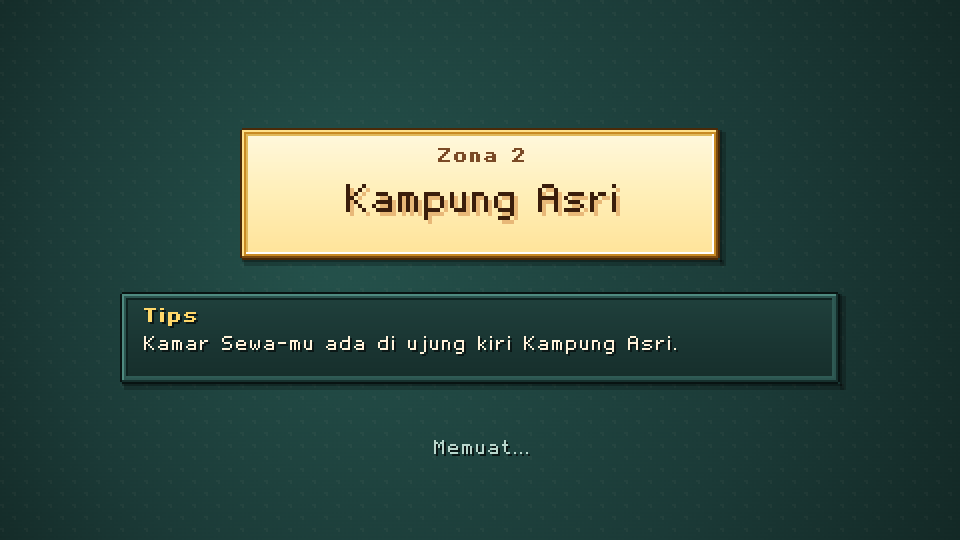 Zona 2
Kampung Asri
Tips
Kamar Sewa-mu ada di ujung kiri Kampung Asri.
Memuat...